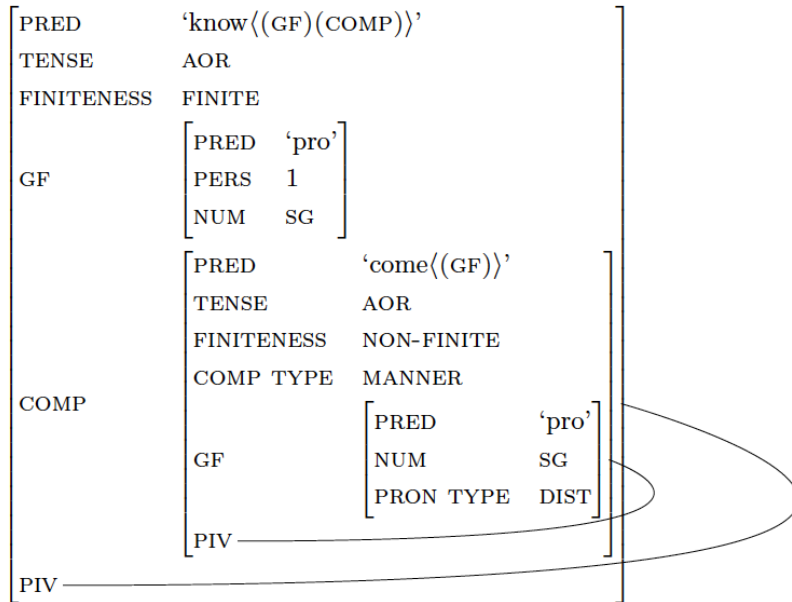 PRED ‘know⟨(GF)(COMP)⟩’
TENSE AOR
FINITENESS FINITE
GF
PRED ‘pro’
PERS 1
NUM SG
COMP
PRED ‘come⟨(GF)⟩’
TENSE AOR
FINITENESS NON-FINITE
COMP TYPE MANNER
GF
PRED ‘pro’
NUM SG
PRON TYPE DIST
PIV
PIV